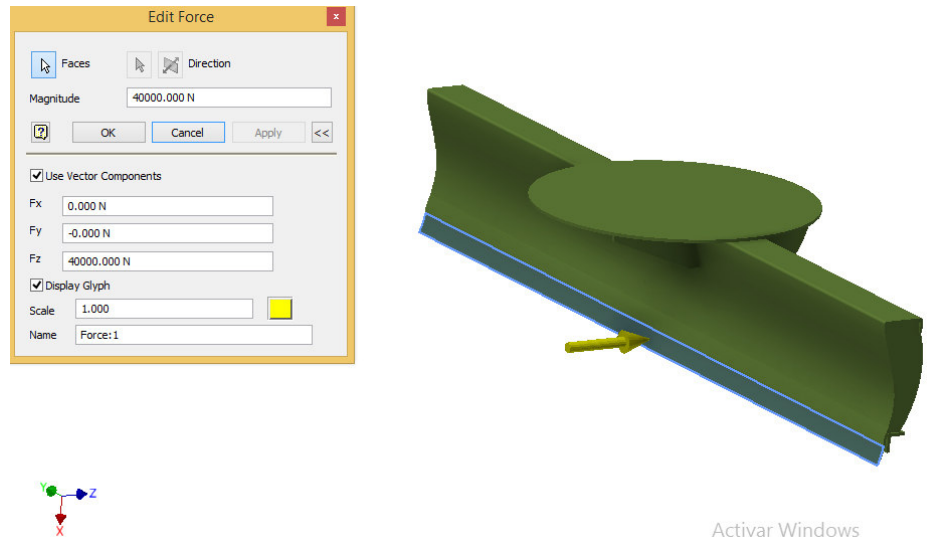 Edit Force
x
Faces
Direction
Magnitude
40000.000 N
?
OK
Cancel
Apply
<<
Use Vector Components
Fx
0.000 N
Fy
-0.000 N
Fz
40000.000 N
Display Glyph
Scale
1.000
Name
Force:1
Y
Z
X
Activar Windows